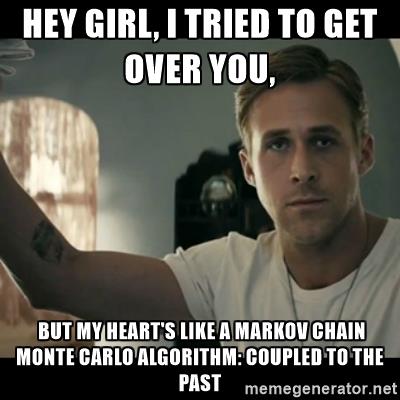 HEY GIRL, I TRIED TO GET
OVER YOU,
BUT MY HEART'S LIKE A MARKOV CHAIN
MONTE CARLO ALGORITHM: COUPLED TO THE
PAST
memegenerator.net